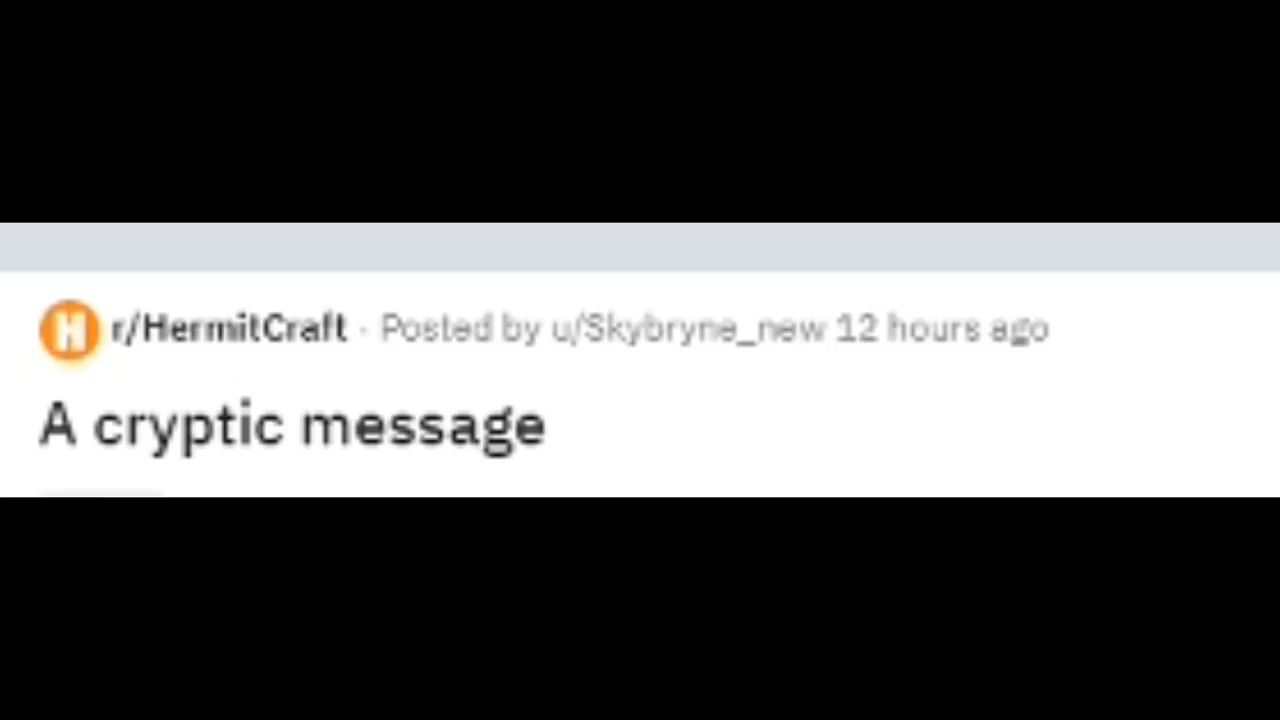 H r/HermitCraft · Posted by u/Skybryne_new 12 hours ago
A cryptic message